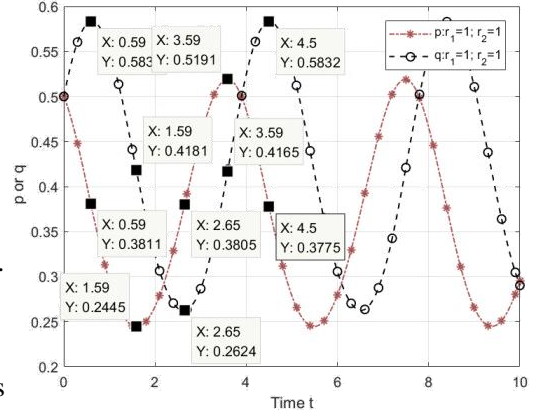 0.6
0.55
0.5
0.45
0.4
0.35
0.3
0.25
0.2
p or q
0
2
4
6
8
10
Time t
p:r1=1; r2=1
q:r1=1; r2=1
X: 0.59
Y: 0.583
X: 3.59
Y: 0.5191
X: 4.5
Y: 0.5832
X: 1.59
Y: 0.4181
X: 3.59
Y: 0.4165
X: 0.59
Y: 0.3811
X: 2.65
Y: 0.3805
X: 4.5
Y: 0.3775
X: 1.59
Y: 0.2445
X: 2.65
Y: 0.2624
s